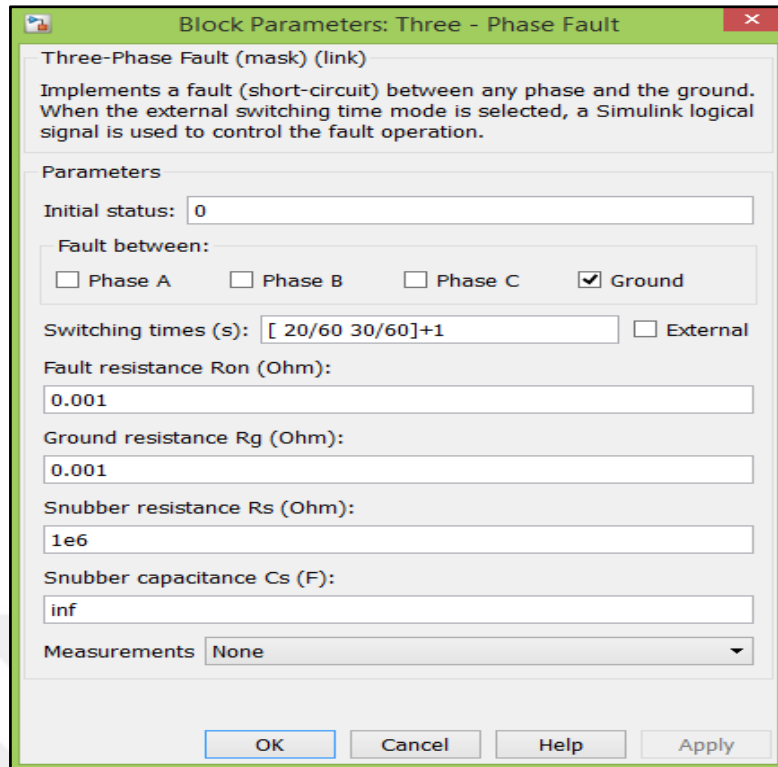 Block Parameters: Three - Phase Fault
Three-Phase Fault (mask) (link)
Implements a fault (short-circuit) between any phase and the ground.
When the external switching time mode is selected, a Simulink logical
signal is used to control the fault operation.
Parameters
Initial status: 0
Fault between:
Phase A Phase B Phase C Ground
Switching times (s): [ 20/60 30/60]+1 External
Fault resistance Ron (Ohm):
0.001
Ground resistance Rg (Ohm):
0.001
Snubber resistance Rs (Ohm):
1e6
Snubber capacitance Cs (F):
inf
Measurements None
OK Cancel Help Apply